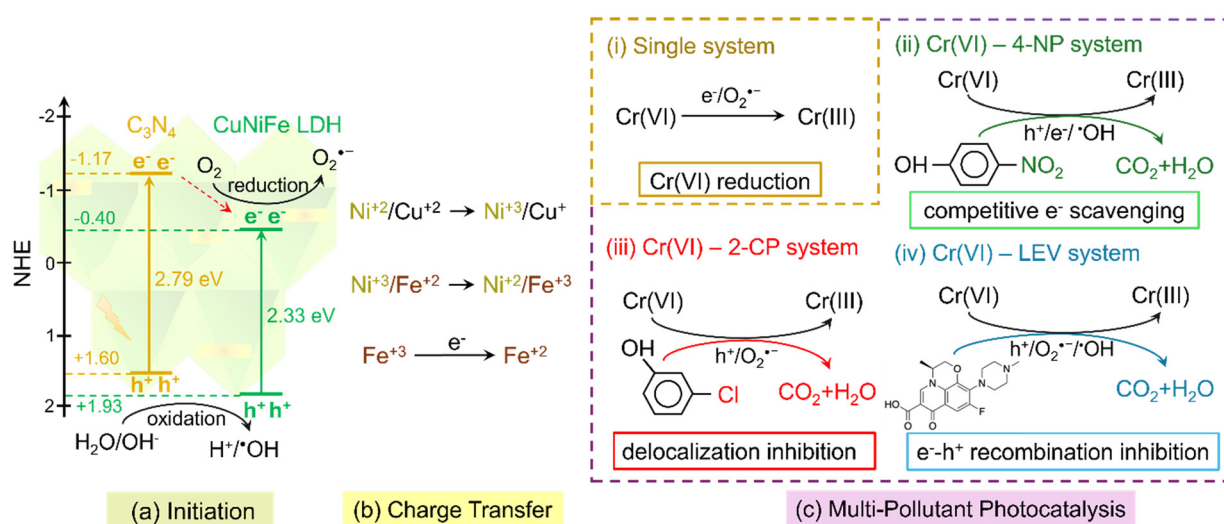 NHE
-2
-1
0
1
2
C₃N₄
CuNiFe LDH
-1.17
e⁻ e⁻
O₂
O₂•⁻
reduction
-0.40
e⁻ e⁻
2.79 eV
2.33 eV
+1.60
h⁺ h⁺
+1.93
h⁺ h⁺
oxidation
H₂O/OH⁻
H⁺/•OH
(a) Initiation
Ni⁺²/Cu⁺² → Ni⁺³/Cu⁺
Ni⁺³/Fe⁺² → Ni⁺²/Fe⁺³
Fe⁺³ e⁻ → Fe⁺²
(b) Charge Transfer
(i) Single system
Cr(VI) e⁻/O₂•⁻ → Cr(III)
Cr(VI) reduction
(ii) Cr(VI) – 4-NP system
Cr(VI) Cr(III)
h⁺/e⁻/ •OH
OH NO₂ CO₂+H₂O
competitive e⁻ scavenging
(iii) Cr(VI) – 2-CP system
Cr(VI) Cr(III)
OH
h⁺/O₂•⁻
Cl CO₂+H₂O
delocalization inhibition
(iv) Cr(VI) – LEV system
Cr(VI) Cr(III)
h⁺/O₂•⁻/•OH
O N CH₃
N N
HO F
O O
CO₂+H₂O
e⁻-h⁺ recombination inhibition
(c) Multi-Pollutant Photocatalysis